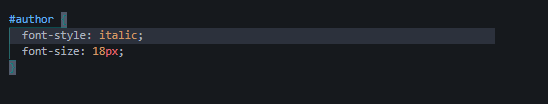 #author {
  font-style: italic;
  font-size: 18px;
}